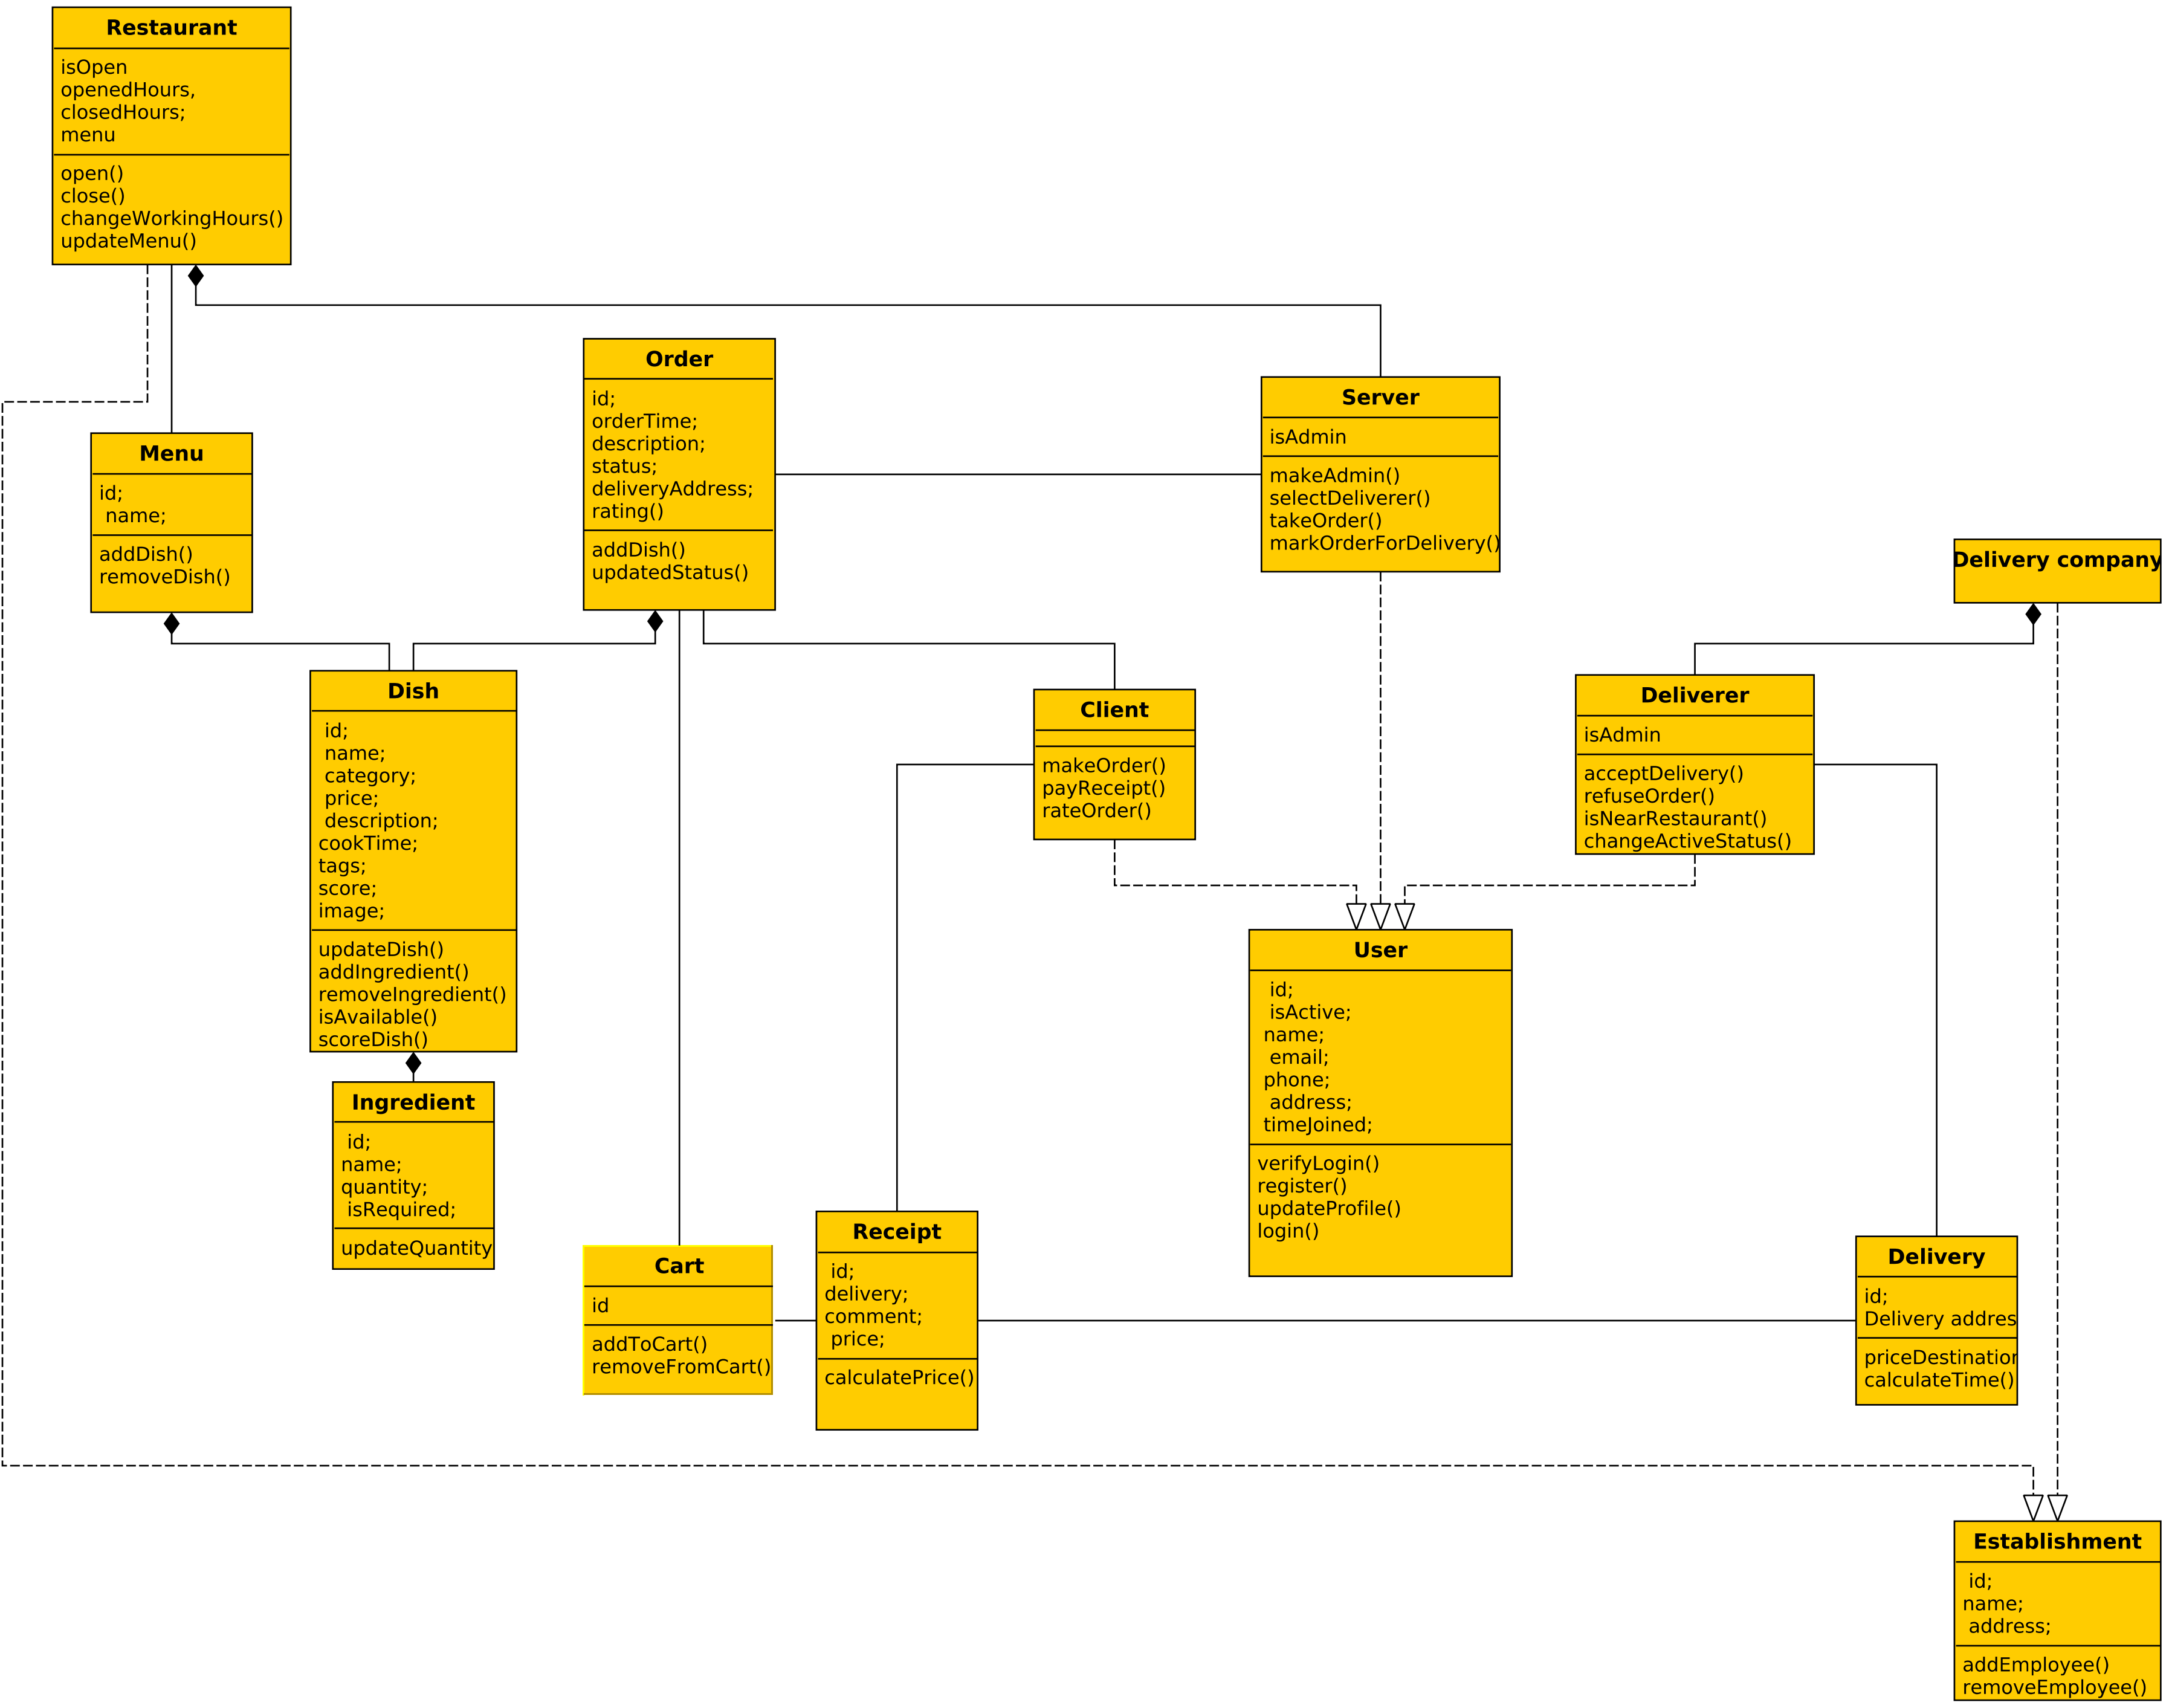 Restaurant
isOpen
openedHours,
closedHours;
menu
open()
close()
changeWorkingHours()
updateMenu()
Order
id;
orderTime;
description;
status;
deliveryAddress;
rating()
addDish()
updatedStatus()
Server
isAdmin
makeAdmin()
selectDeliverer()
takeOrder()
markOrderForDelivery()
Menu
id;
name;
addDish()
removeDish()
Delivery company
Dish
id;
name;
category;
price;
description;
cookTime;
tags;
score;
image;
updateDish()
addIngredient()
removeIngredient()
isAvailable()
scoreDish()
Client
makeOrder()
payReceipt()
rateOrder()
Deliverer
isAdmin
acceptDelivery()
refuseOrder()
isNearRestaurant()
changeActiveStatus()
User
id;
isActive;
name;
email;
phone;
address;
timeJoined;
verifyLogin()
register()
updateProfile()
login()
Ingredient
id;
name;
quantity;
isRequired;
updateQuantity
Cart
id
addToCart()
removeFromCart()
Receipt
id;
delivery;
comment;
price;
calculatePrice()
Delivery
id;
Delivery addres
priceDestination
calculateTime()
Establishment
id;
name;
address;
addEmployee()
removeEmployee()